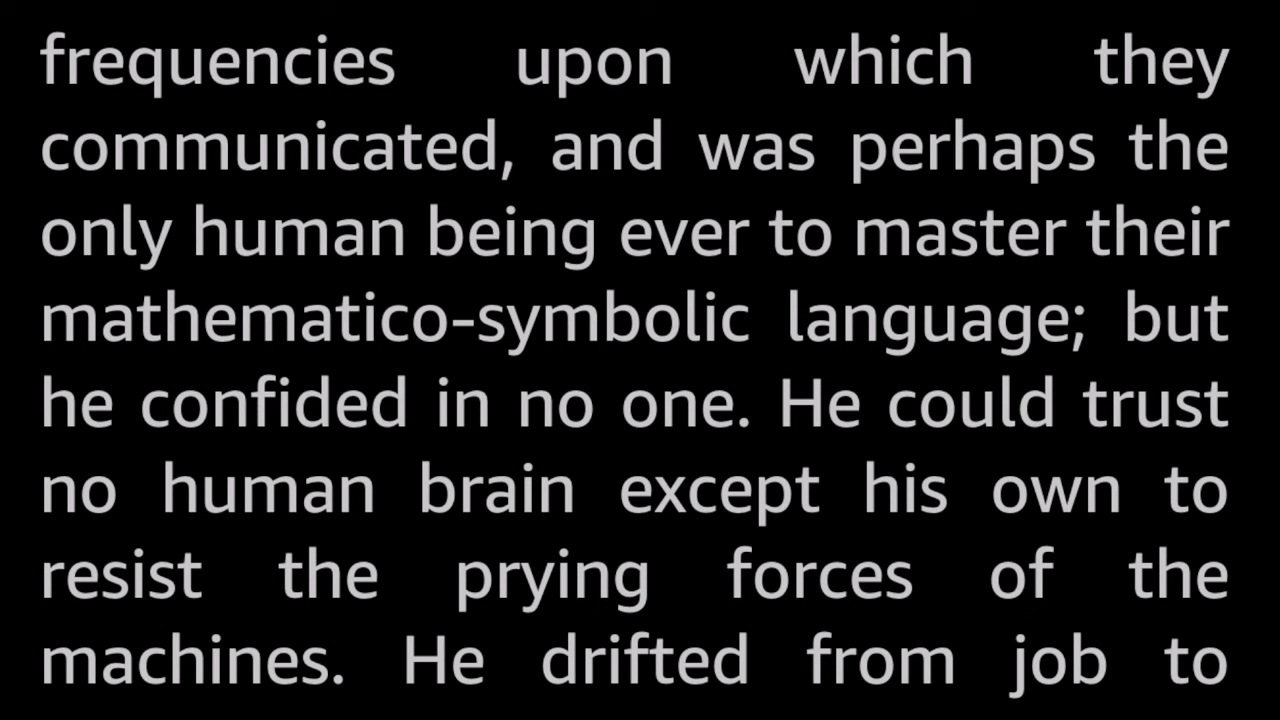 frequencies upon which they
communicated, and was perhaps the
only human being ever to master their
mathematico-symbolic language; but
he confided in no one. He could trust
no human brain except his own to
resist the prying forces of the
machines. He drifted from job to